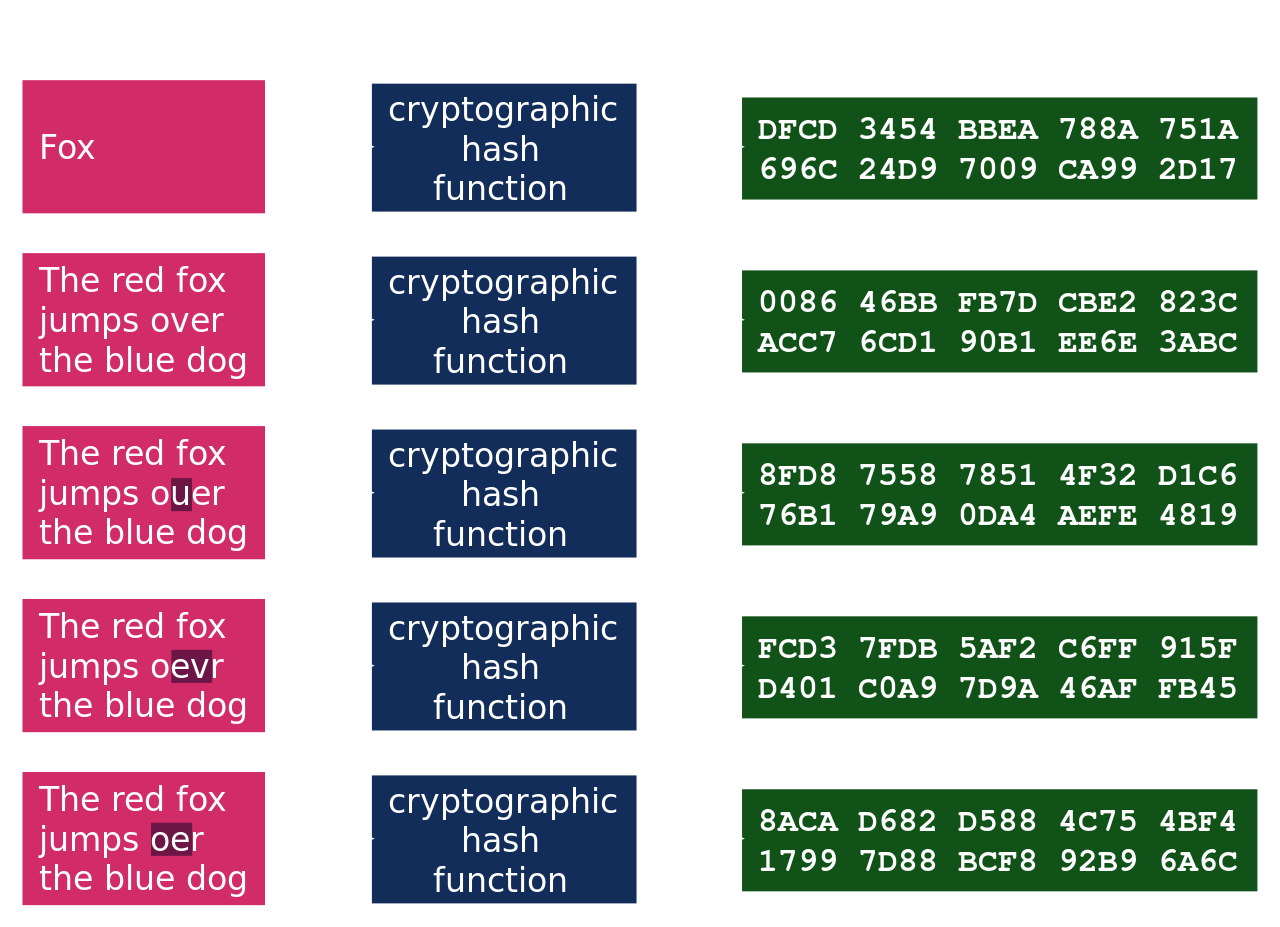 Fox
cryptographic
hash
function
DFCD 3454 BBEA 788A 751A
696C 24D9 7009 CA99 2D17
The red fox
jumps over
the blue dog
cryptographic
hash
function
0086 46BB FB7D CBE2 823C
ACC7 6CD1 90B1 EE6E 3ABC
The red fox
jumps ouer
the blue dog
cryptographic
hash
function
8FD8 7558 7851 4F32 D1C6
76B1 79A9 0DA4 AEFE 4819
The red fox
jumps oevr
the blue dog
cryptographic
hash
function
FCD3 7FDB 5AF2 C6FF 915F
D401 C0A9 7D9A 46AF FB45
The red fox
jumps oer
the blue dog
cryptographic
hash
function
8ACA D682 D588 4C75 4BF4
1799 7D88 BCF8 92B9 6A6C